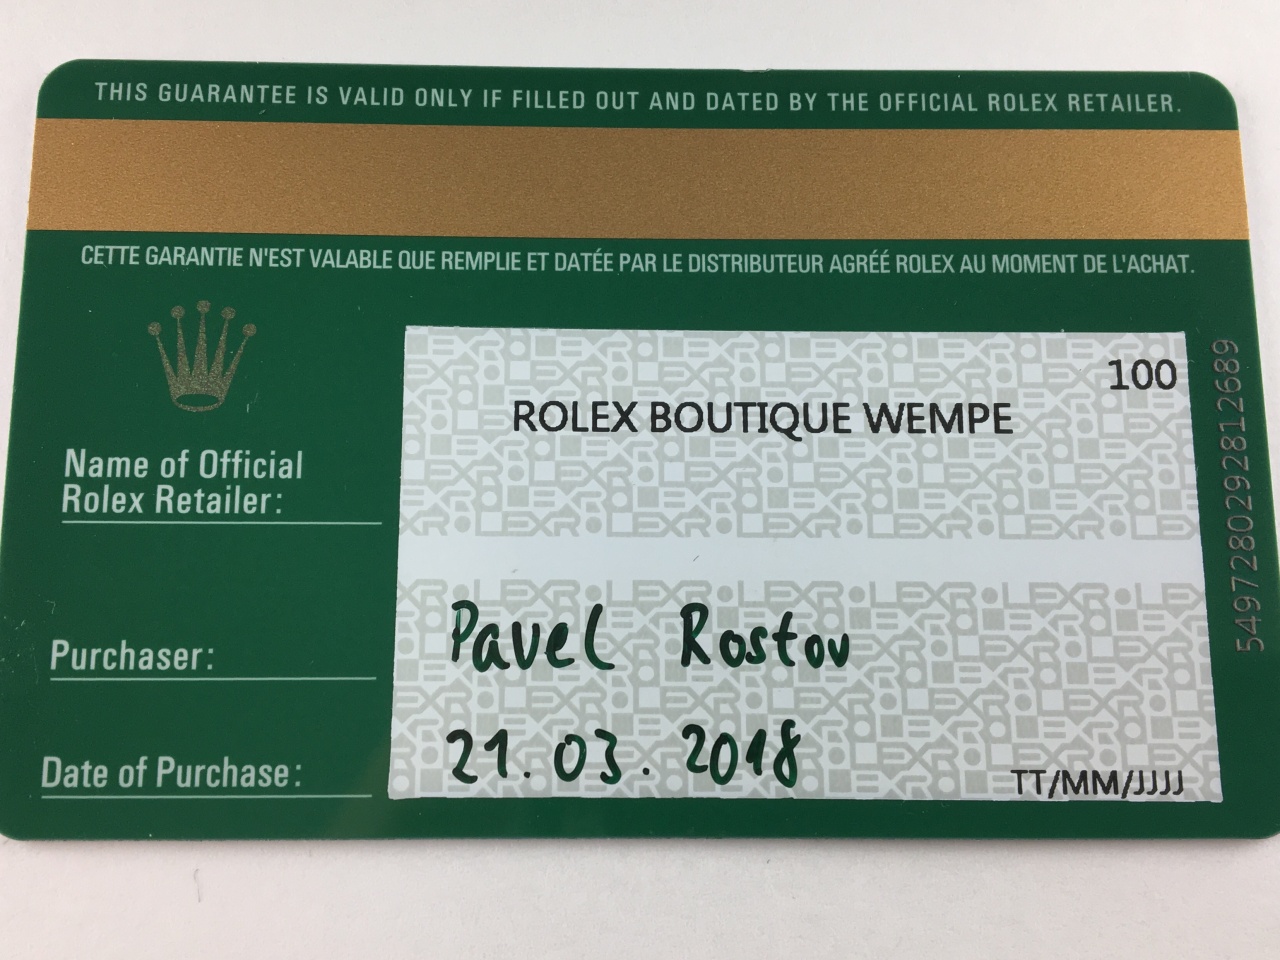 THIS GUARANTEE IS VALID ONLY IF FILLED OUT AND DATED BY THE OFFICIAL ROLEX RETAILER.
CETTE GARANTIE N'EST VALABLE QUE REMPLIE ET DATÉE PAR LE DISTRIBUTEUR AGRÉÉ ROLEX AU MOMENT DE L'ACHAT.
100
ROLEX BOUTIQUE WEMPE
Name of Official
Rolex Retailer:
Purchaser:
Pavel Rostov
Date of Purchase:
21.03.2018
TT/MM/JJJJ
5497280292812689